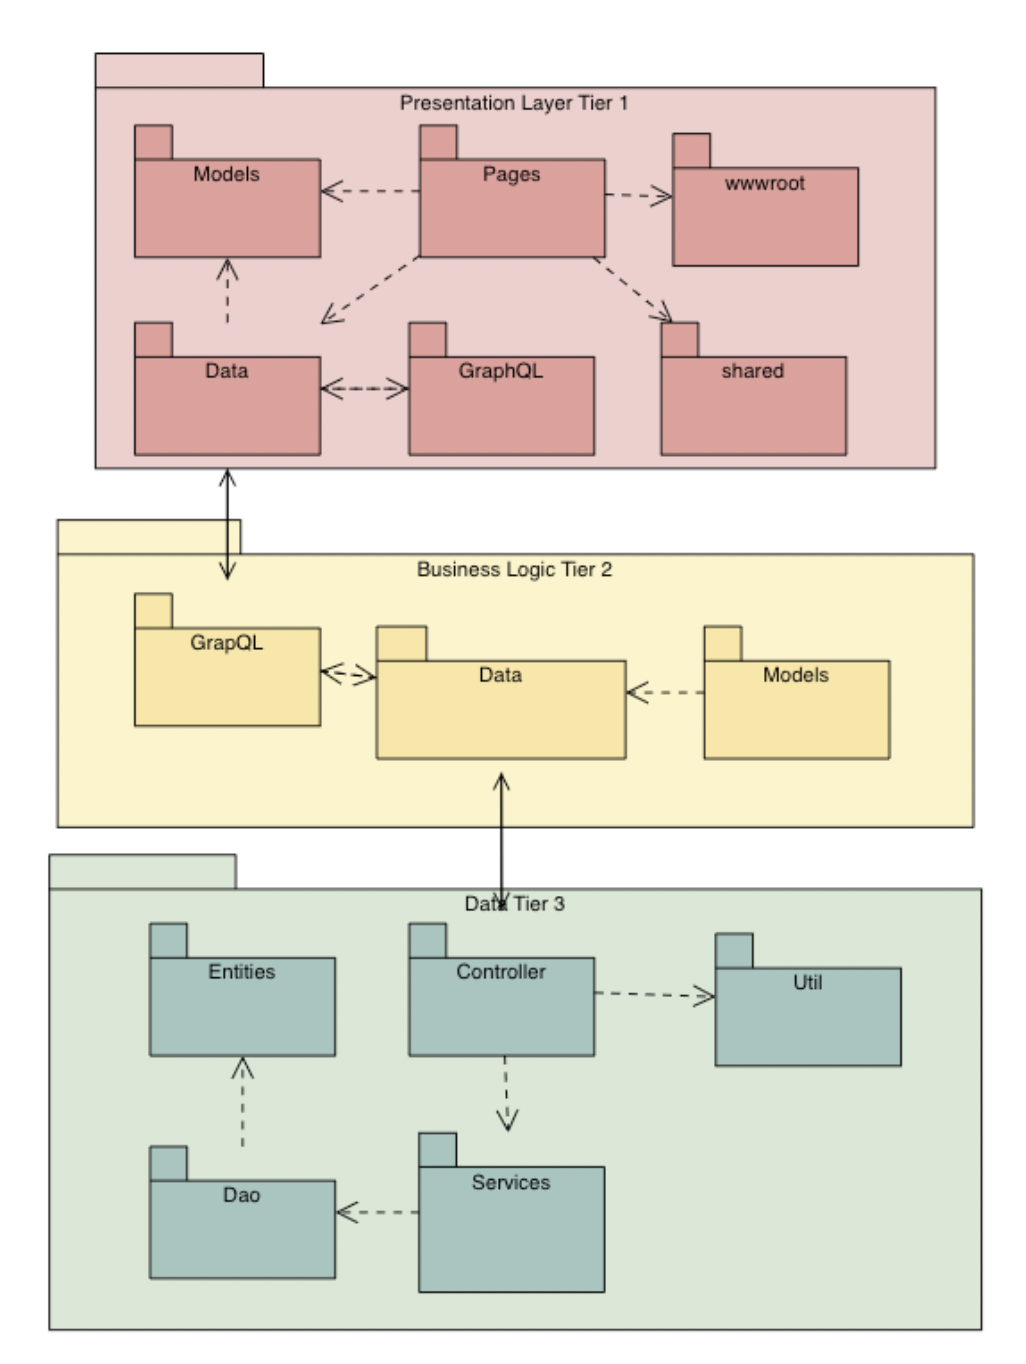 Presentation Layer Tier 1
Models
Pages
wwwroot
Data
GraphQL
shared
Business Logic Tier 2
GrapQL
Data
Models
Data Tier 3
Entities
Controller
Util
Dao
Services